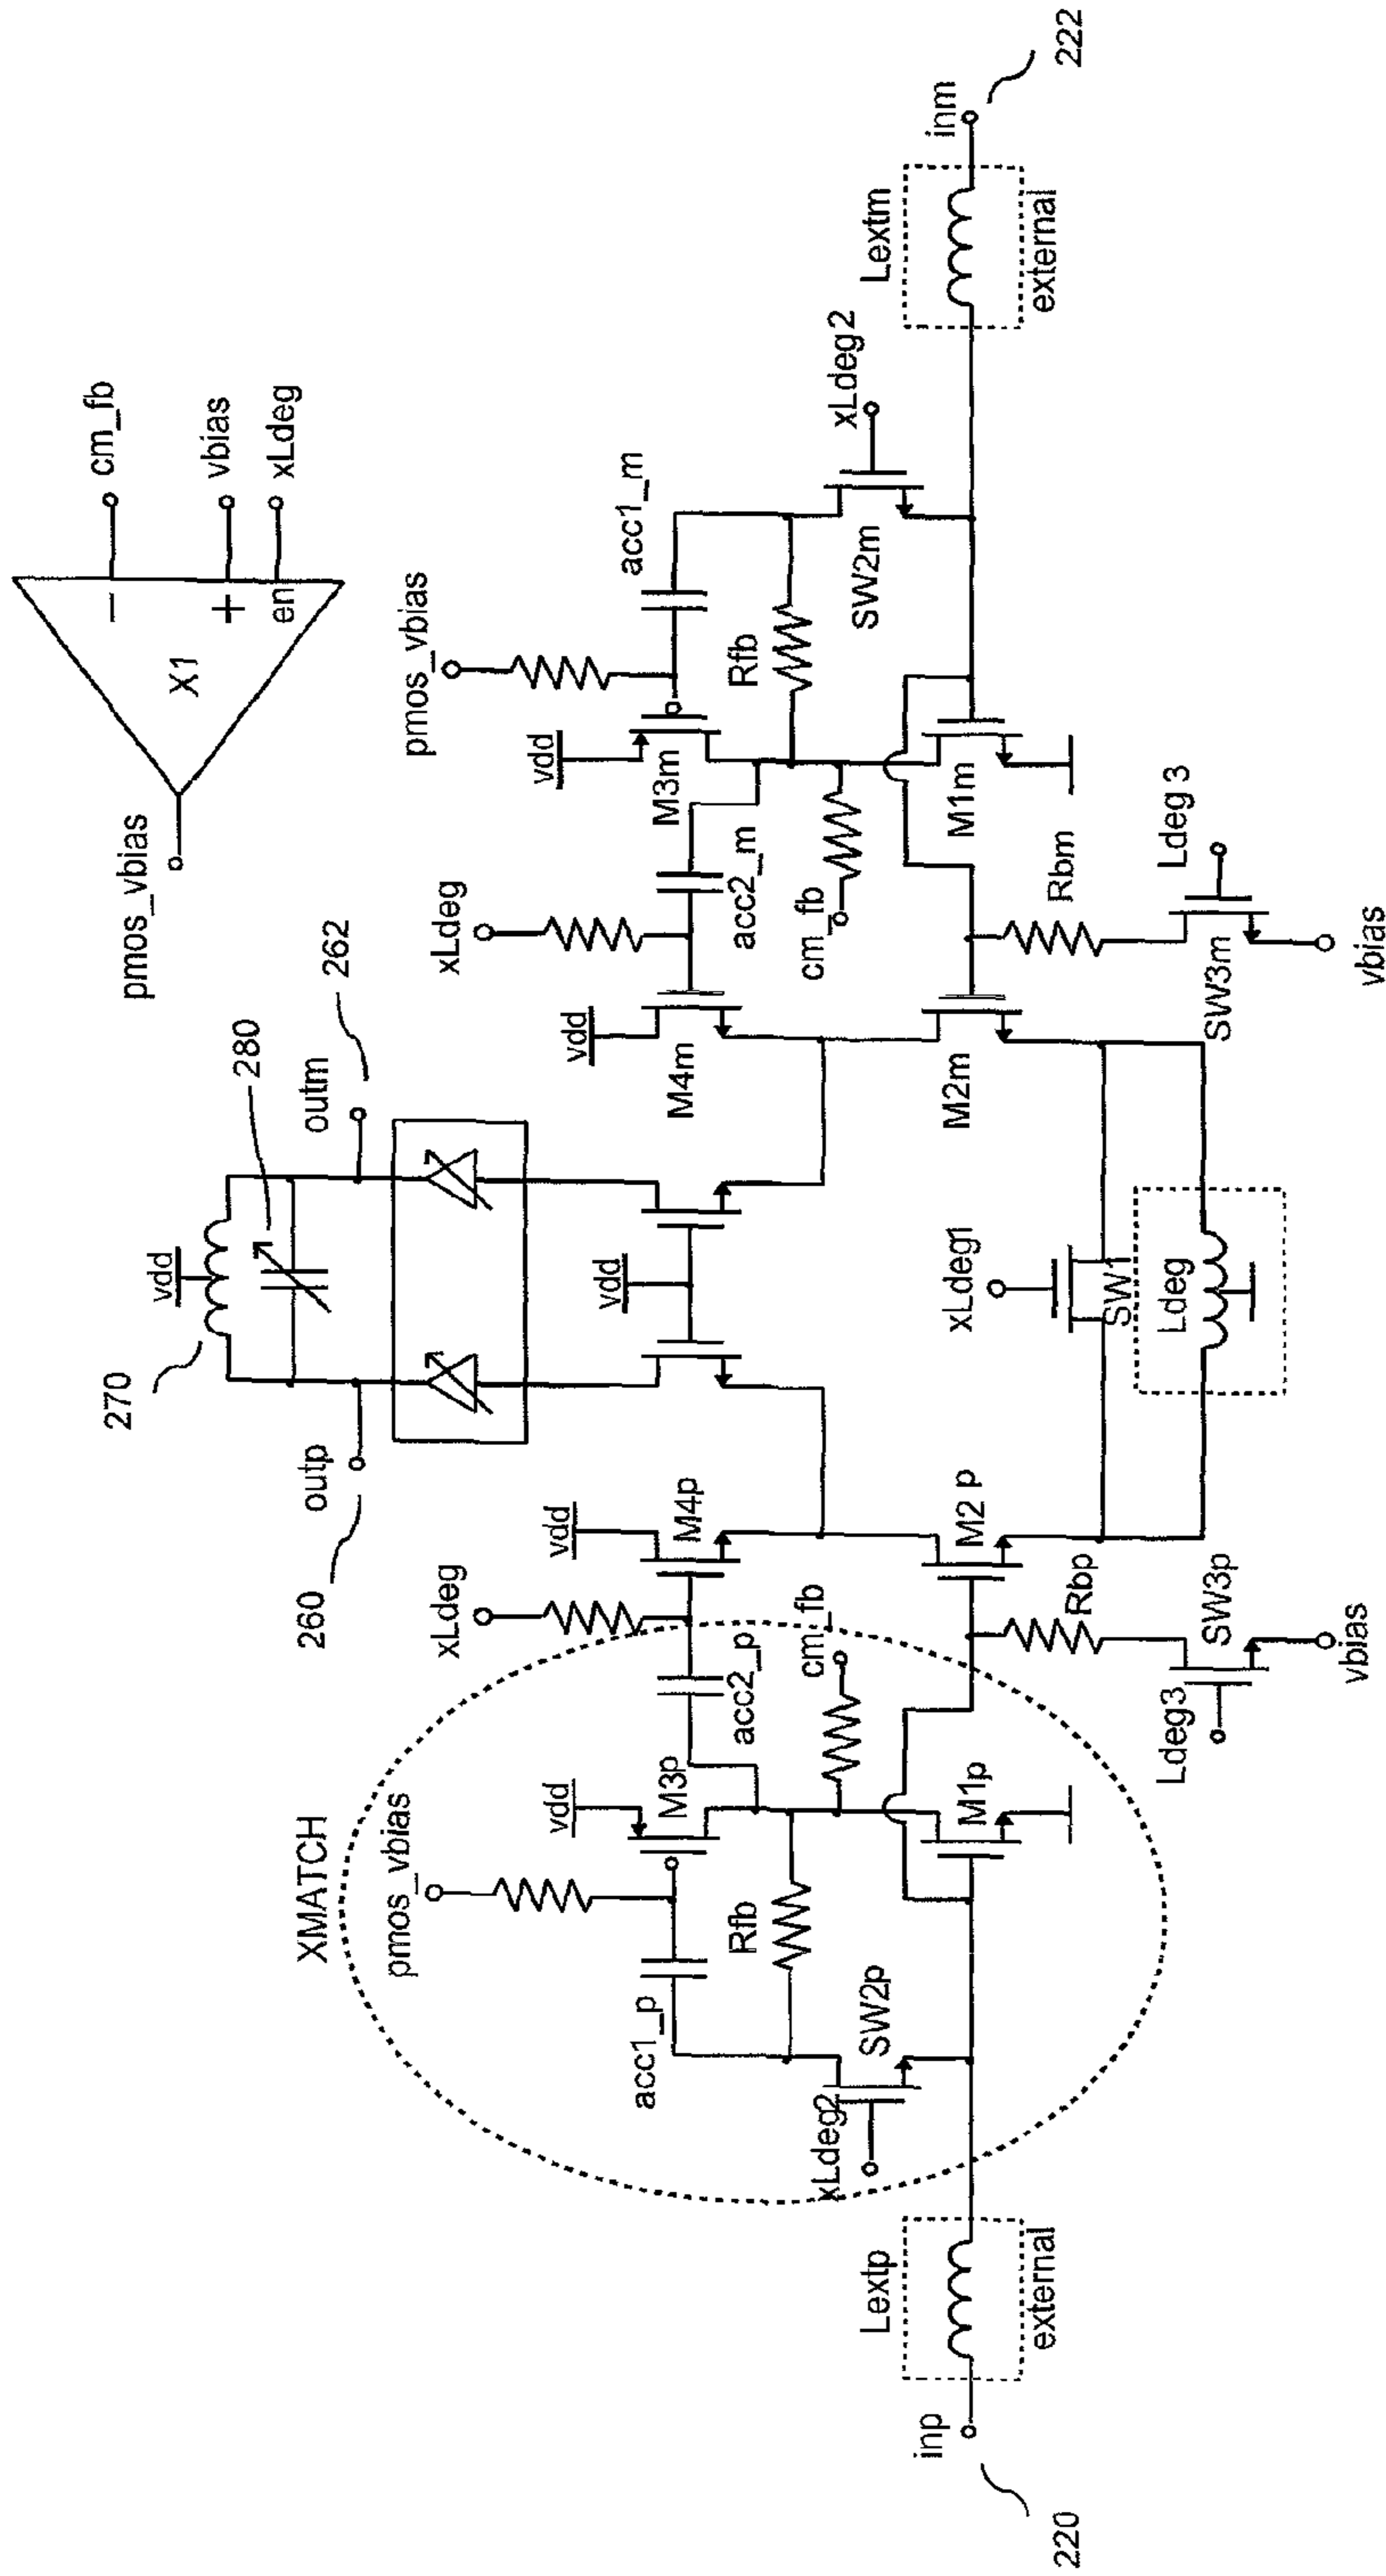 pmos_vbias
X1
−
+
en
cm_fb
vbias
xLdeg
270
vdd
280
outp
outm
260
262
XMATCH
pmos_vbias
xLdeg
vdd
vdd
vdd
xLdeg
vdd
vdd
pmos_vbias
acc1_p
M3p
M4p
M4m
M3m
acc1_m
Rfb
acc2_p
acc2_m
Rfb
cm_fb
cm_fb
xLdeg2
SW2p
SW2m
xLdeg2
Lextp
M1p
M2 p
M2m
M1m
Lextm
inp
inm
external
external
220
222
Rbp
xLdeg1
Rbm
SW1
Ldeg
Ldeg3
SW3p
SW3m
Ldeg 3
vbias
vbias